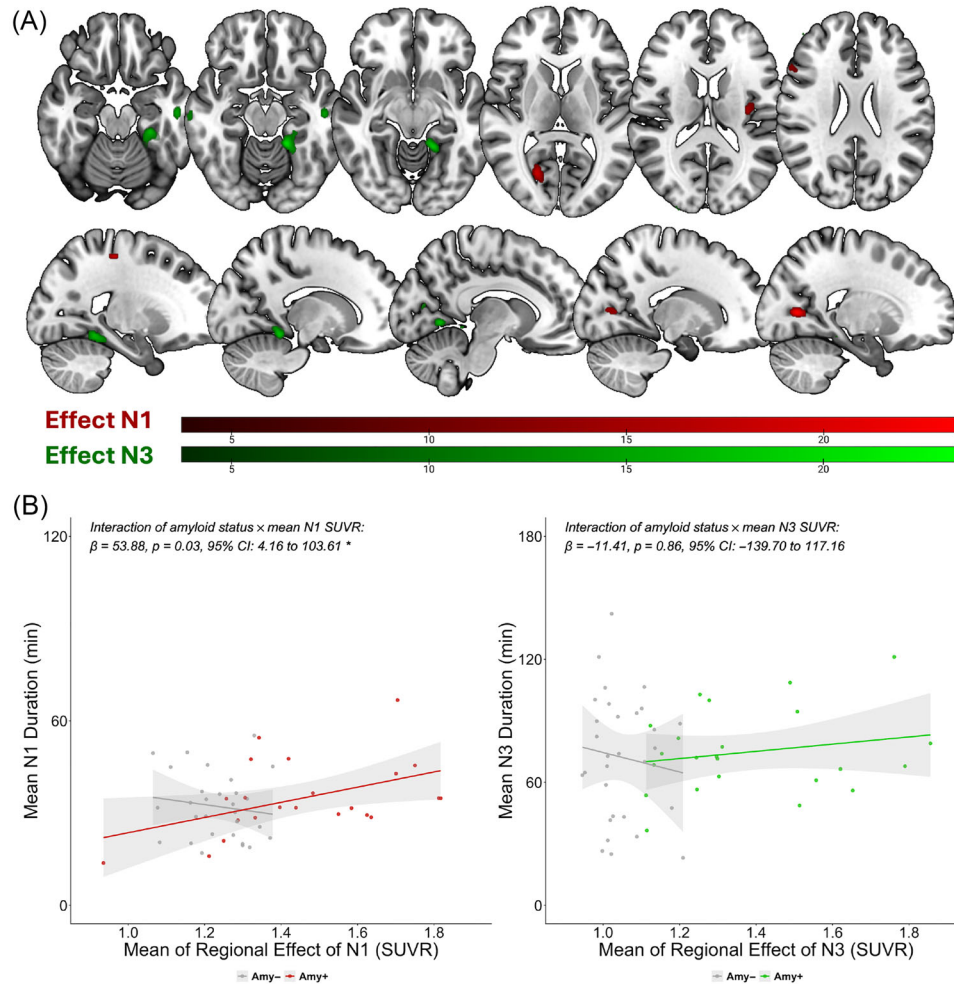 (A)
Effect N1
5 10 15 20
Effect N3
5 10 15 20
(B)
Interaction of amyloid status × mean N1 SUVR:
β = 53.88, p = 0.03, 95% CI: 4.16 to 103.61 *
120
60
0
Mean N1 Duration (min)
1.0 1.2 1.4 1.6 1.8
Mean of Regional Effect of N1 (SUVR)
Amy− Amy+
Interaction of amyloid status × mean N3 SUVR:
β = −11.41, p = 0.86, 95% CI: −139.70 to 117.16
180
120
60
0
Mean N3 Duration (min)
1.0 1.2 1.4 1.6 1.8
Mean of Regional Effect of N3 (SUVR)
Amy− Amy+